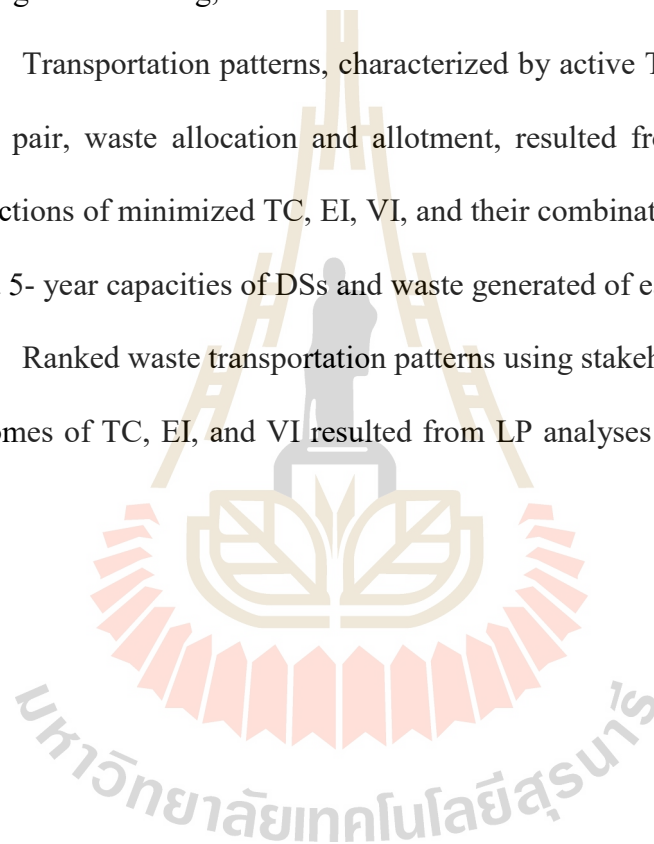 Transportation patterns, characterized by active T
pair, waste allocation and allotment, resulted fro
ctions of minimized TC, EI, VI, and their combinat
5- year capacities of DSs and waste generated of e
Ranked waste transportation patterns using stakeh
omes of TC, EI, and VI resulted from LP analyses
มหาวิทยาลัยเทคโนโลยีสุรนารี